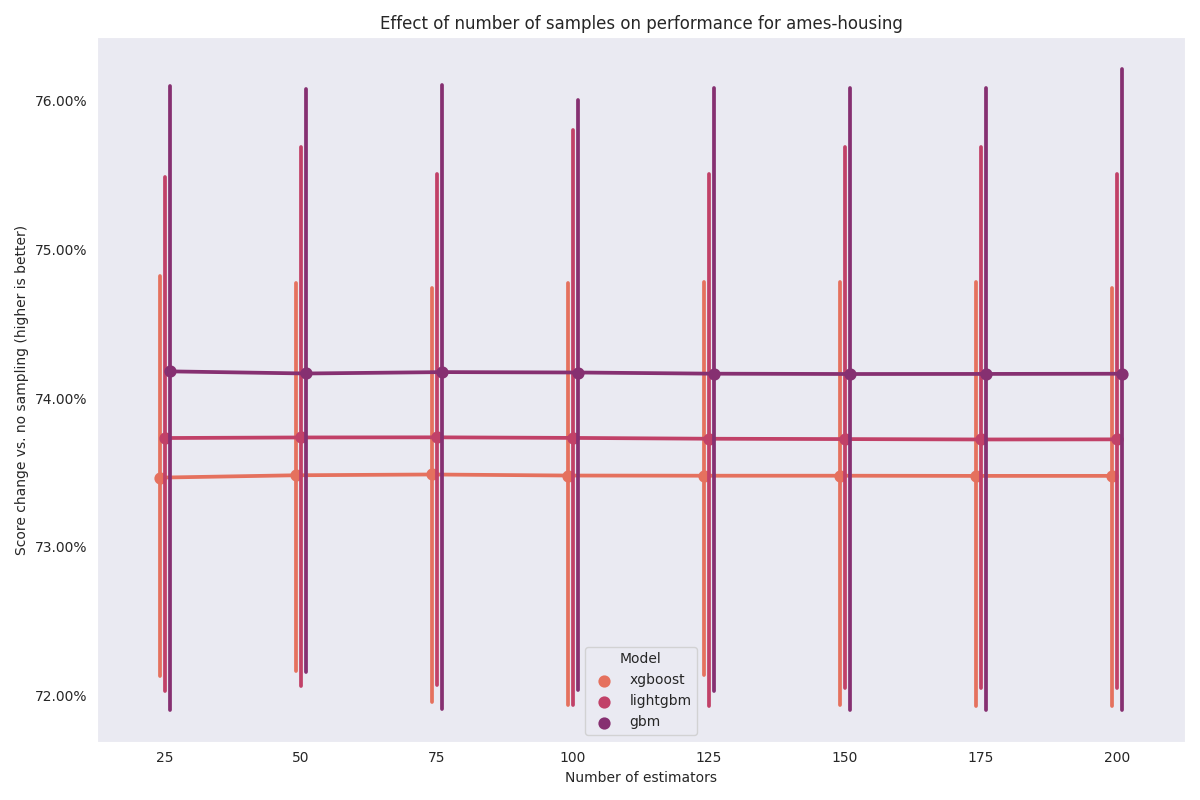 Effect of number of samples on performance for ames-housing
Score change vs. no sampling (higher is better)
76.00%
75.00%
74.00%
73.00%
72.00%
Model
xgboost
lightgbm
gbm
25 50 75 100 125 150 175 200
Number of estimators